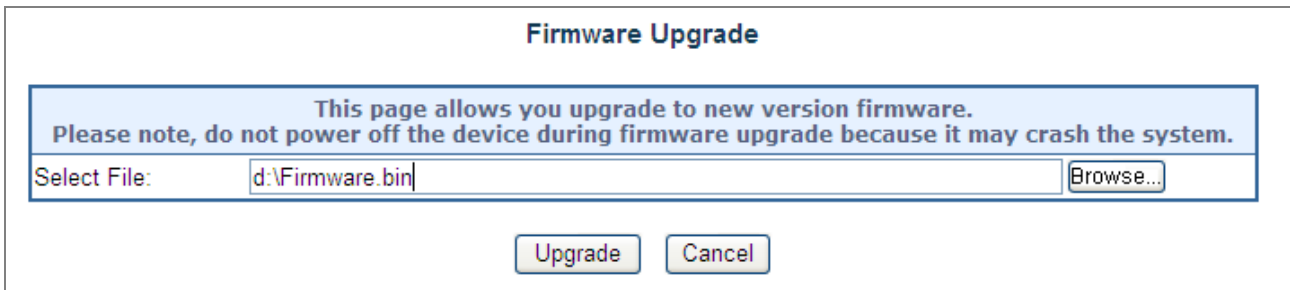 Firmware Upgrade
This page allows you upgrade to new version firmware.
Please note, do not power off the device during firmware upgrade because it may crash the system.
Select File: d:\Firmware.bin Browse...
Upgrade Cancel